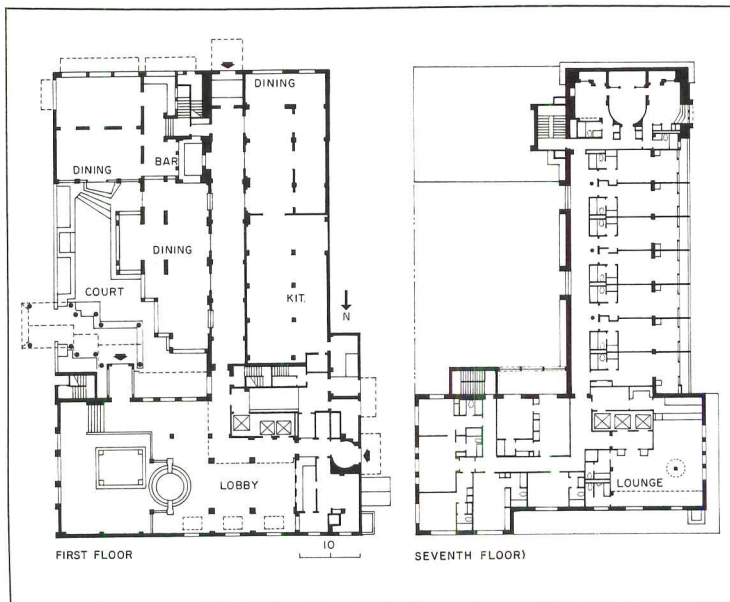 DINING
BAR
DINING
DINING
COURT
KIT.
N
LOBBY
FIRST FLOOR
10
LOUNGE
SEVENTH FLOOR)